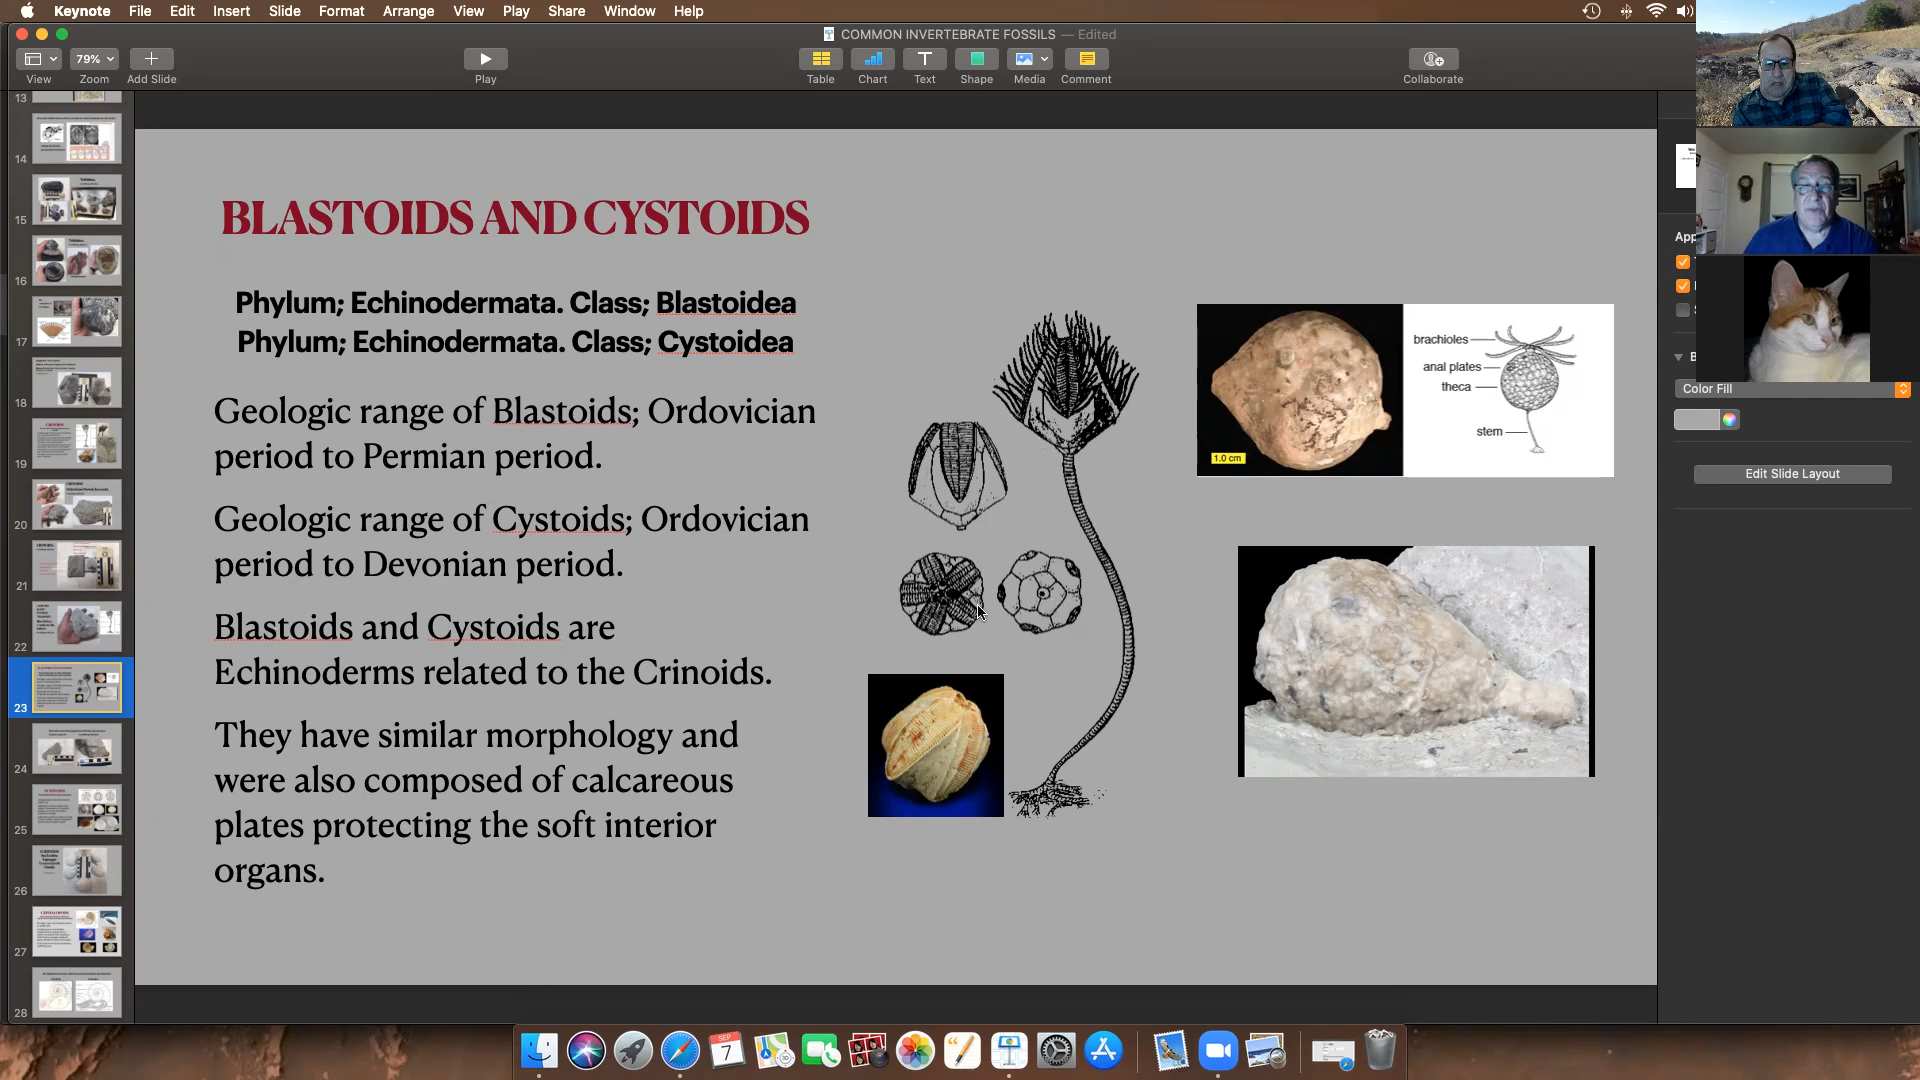 Keynote File Edit Insert Slide Format Arrange View Play Share Window Help
COMMON INVERTEBRATE FOSSILS — Edited
79%
View Zoom Add Slide Play Table Chart Text Shape Media Comment Collaborate
13
14
15
16
17
18
19
20
21
22
23
24
25
26
27
28
BLASTOIDS AND CYSTOIDS
Phylum; Echinodermata. Class; Blastoidea
Phylum; Echinodermata. Class; Cystoidea
Geologic range of Blastoids; Ordovician
period to Permian period.
Geologic range of Cystoids; Ordovician
period to Devonian period.
Blastoids and Cystoids are
Echinoderms related to the Crinoids.
They have similar morphology and
were also composed of calcareous
plates protecting the soft interior
organs.
1.0 cm
brachioles
anal plates
theca
stem
App
B
Color Fill
Edit Slide Layout
SEP
7